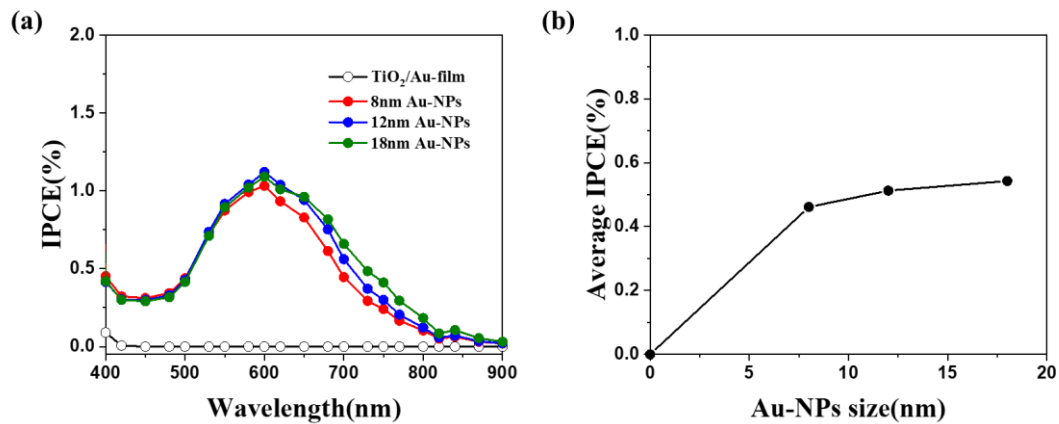 (a)
2.0
1.5
1.0
0.5
0.0
IPCE(%)
TiO₂/Au-film
8nm Au-NPs
12nm Au-NPs
18nm Au-NPs
400 500 600 700 800 900
Wavelength(nm)
(b)
1.0
0.8
0.6
0.4
0.2
0.0
Average IPCE(%)
0 5 10 15 20
Au-NPs size(nm)